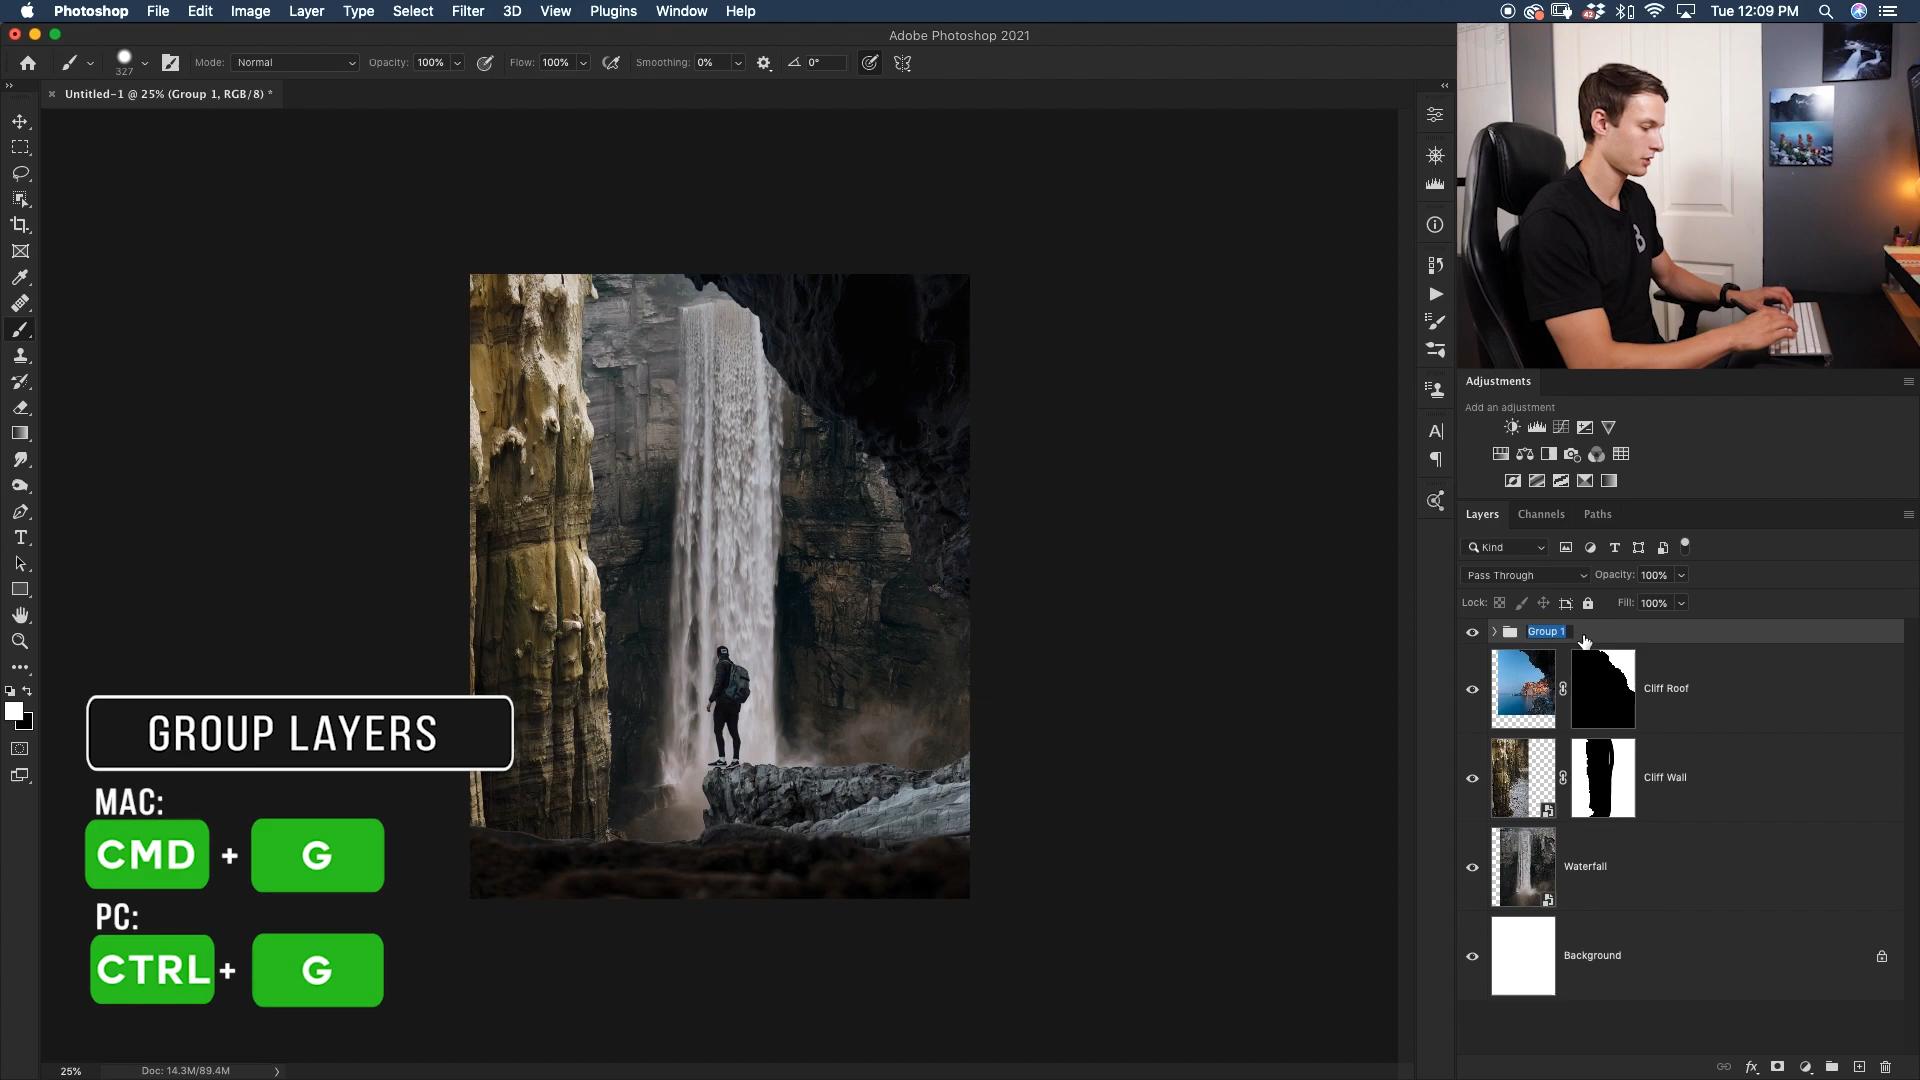 Photoshop File Edit Image Layer Type Select Filter 3D View Plugins Window Help
42
Tue 12:09 PM
Adobe Photoshop 2021
327
Mode: Normal
Opacity: 100%
Flow: 100%
Smoothing: 0%
0°
Untitled-1 @ 25% (Group 1, RGB/8) *
B
Adjustments
Add an adjustment
Layers Channels Paths
Kind
Pass Through
Opacity: 100%
Lock:
Fill: 100%
Group 1
Cliff Roof
Cliff Wall
Waterfall
Background
fx
GROUP LAYERS
MAC:
CMD + G
PC:
CTRL + G
25%
Doc: 14.3M/89.4M